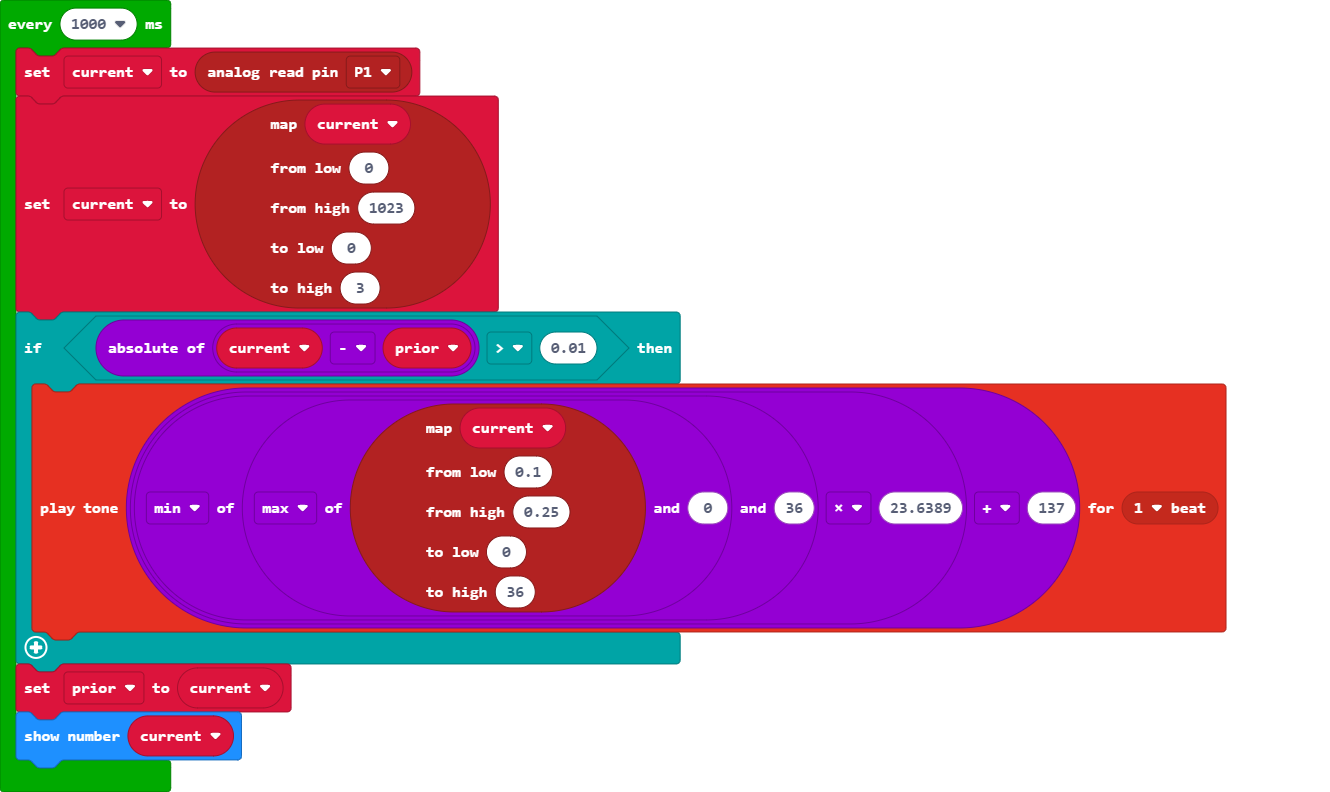 every 1000 ms
set current to analog read pin P1
map current
from low 0
set current to from high 1023
to low 0
to high 3
if absolute of current - prior > 0.01 then
map current
from low 0.1
play tone min of max of from high 0.25 and 0 and 36 × 23.6389 + 137 for 1 beat
to low 0
to high 36
set prior to current
show number current